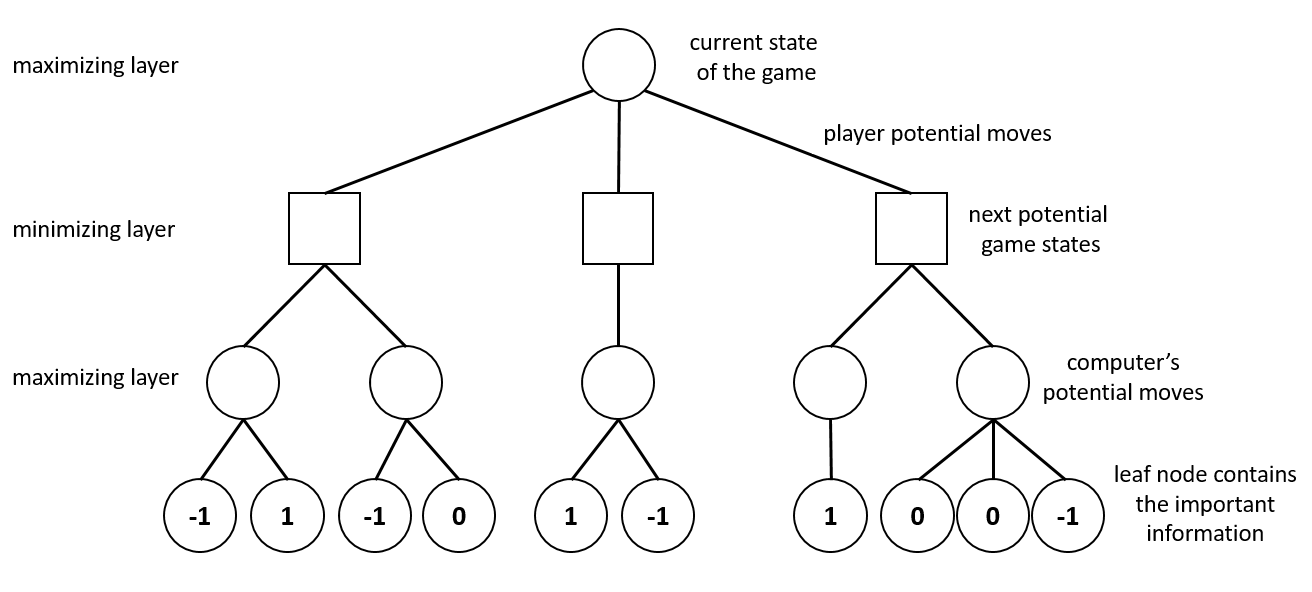 current state
of the game
maximizing layer
player potential moves
minimizing layer
next potential
game states
maximizing layer
computer’s
potential moves
leaf node contains
the important
information
-1 1 -1 0 1 -1 1 0 0 -1